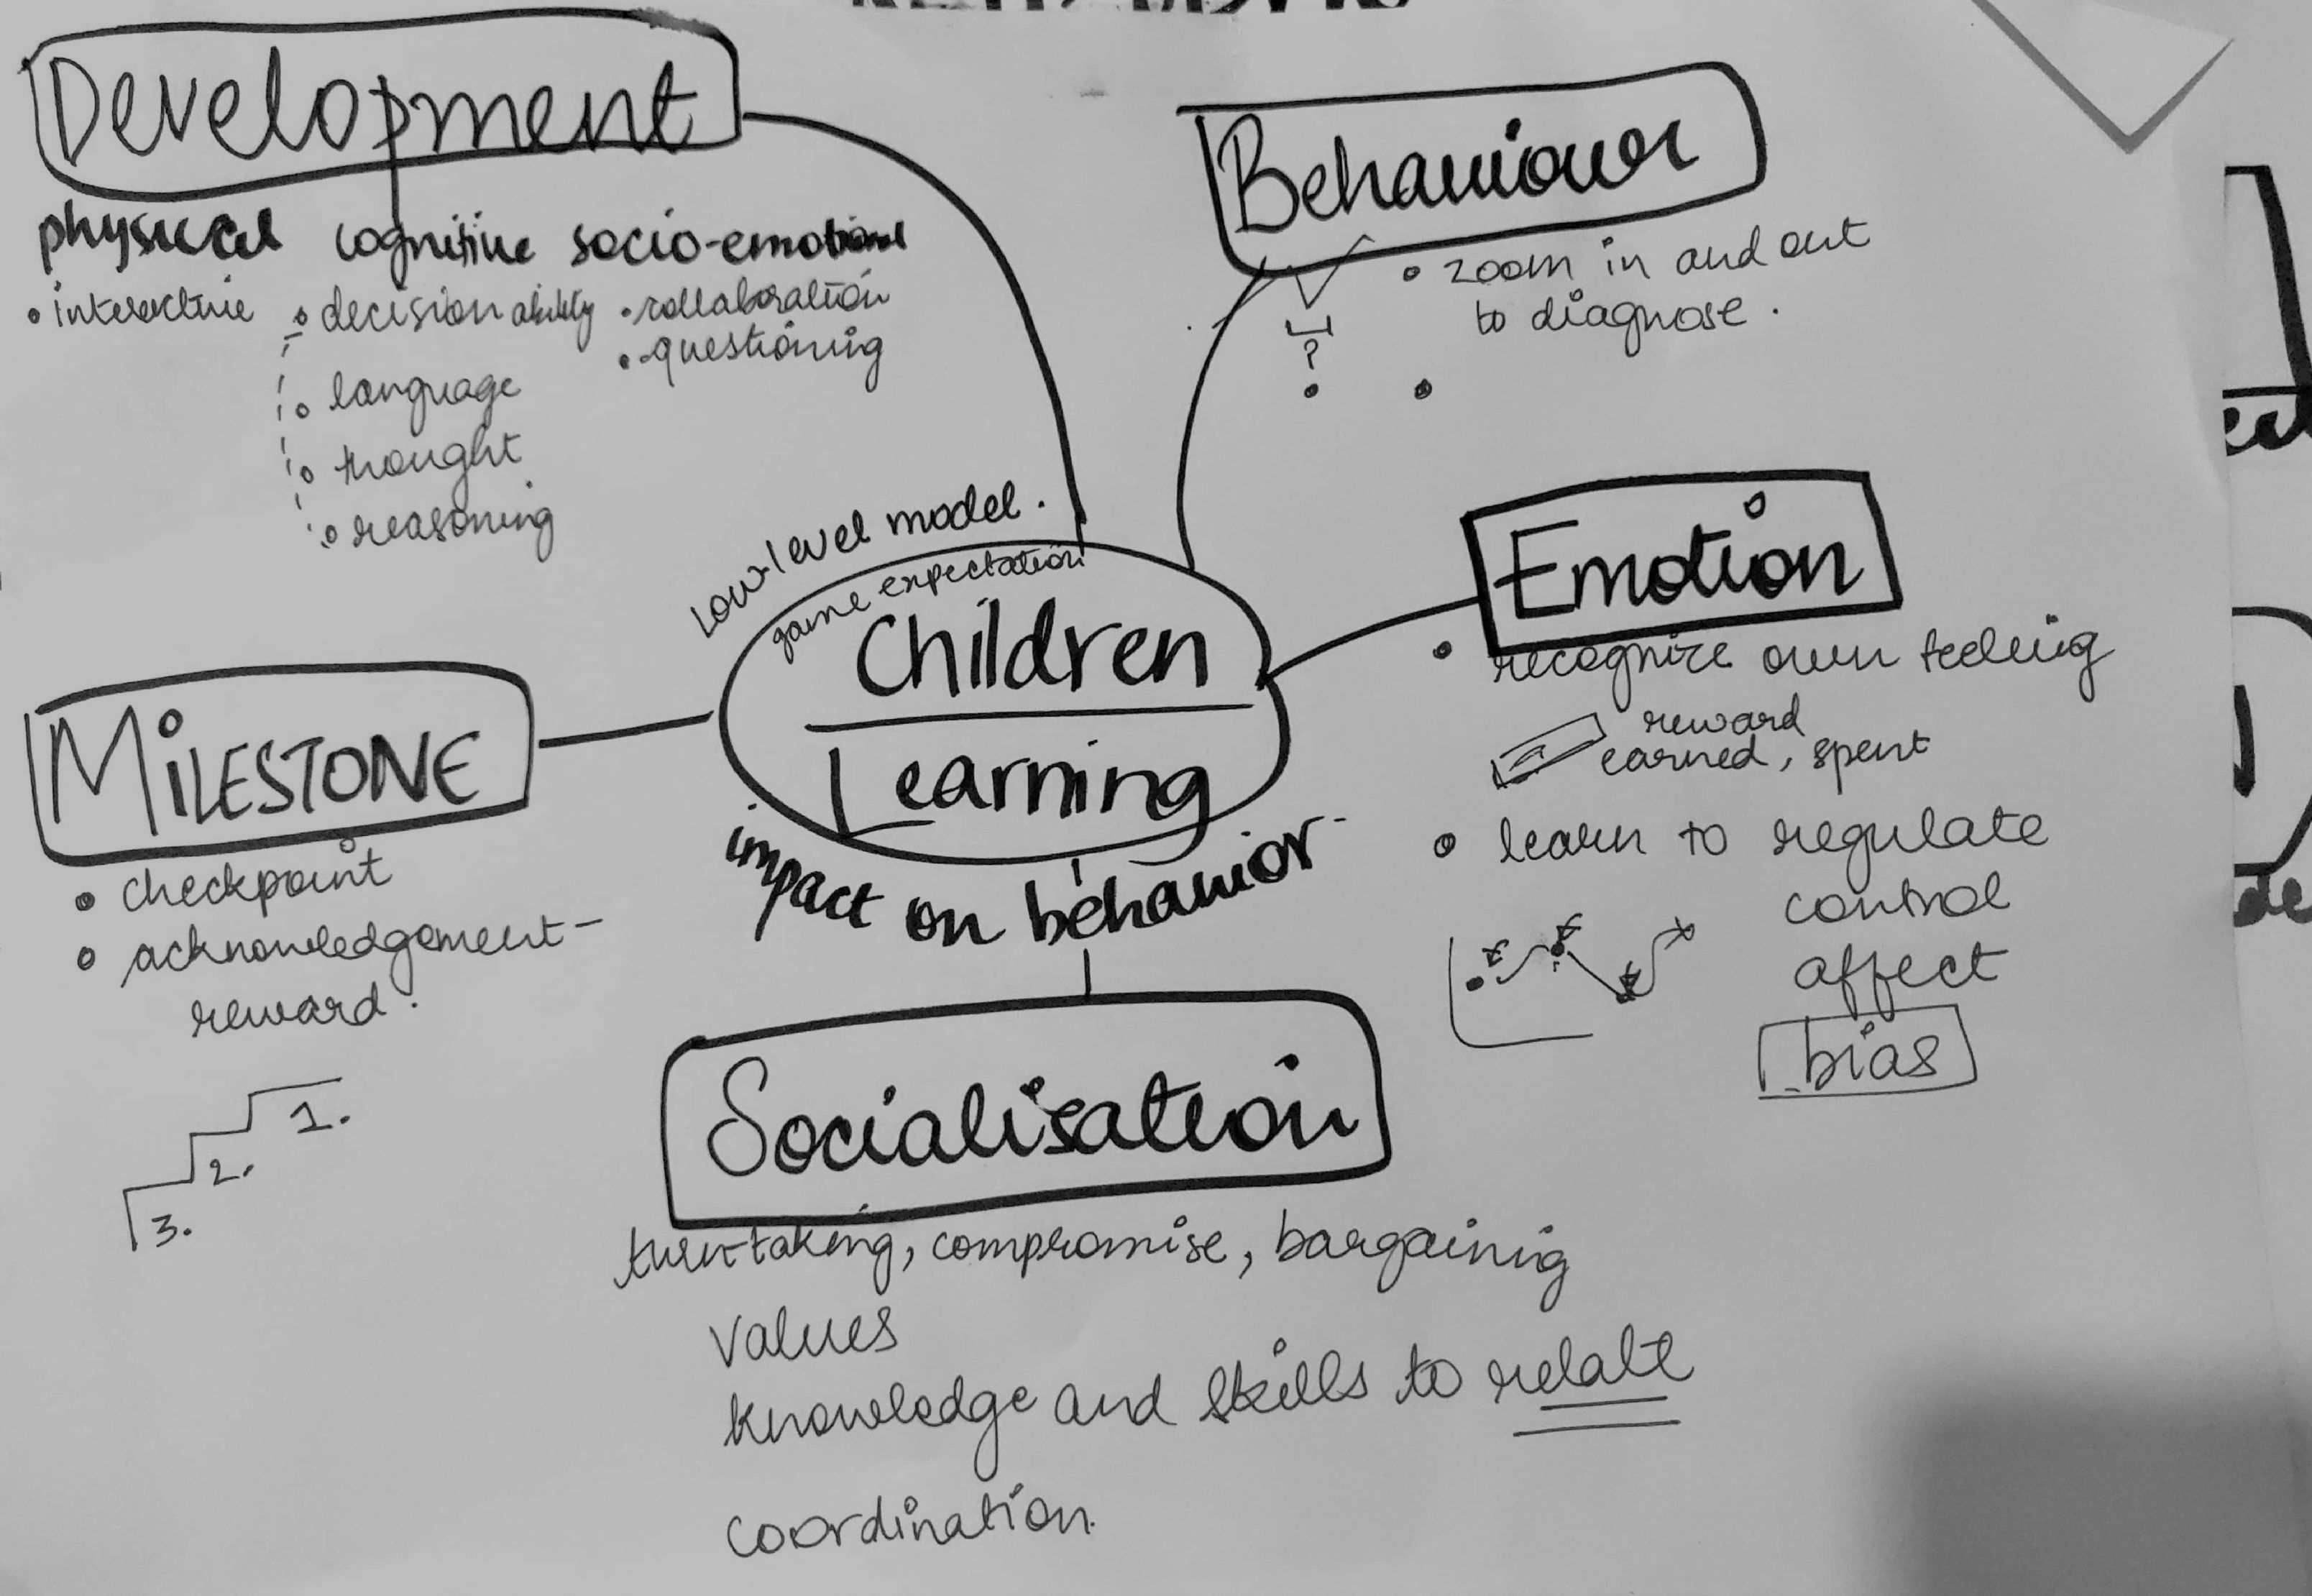 Development
physical cognitive socio-emotional
• interactive
• decision ability
• language
• thought
• reasoning
• collaboration
• questioning
Behaviour
• zoom in and out
to diagnose.
?
Low-level model.
game expectation
Children
Learning
impact on behavior
Emotion
• recognize own feeling
reward
earned, spent
• learn to regulate
control
affect
bias
MILESTONE
• checkpoint
• acknowledgement-
reward.
1.
2.
3.
Socialisation
turn-taking, compromise, bargaining
values
knowledge and skills to relate
coordination.